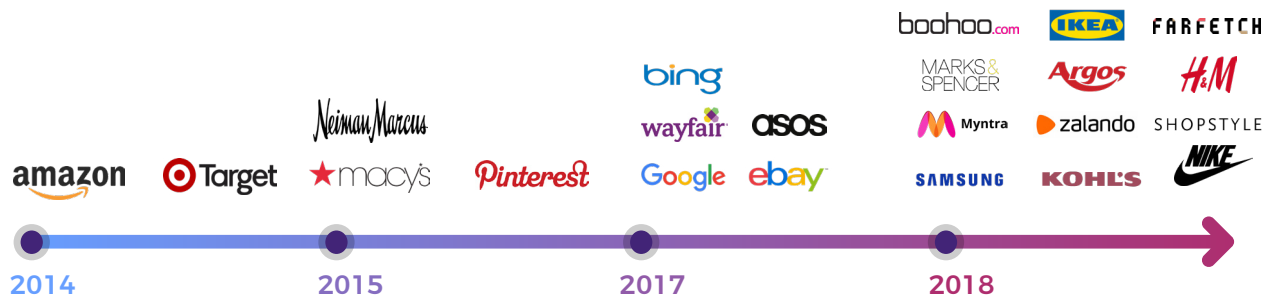 boohoo.com
IKEA
FARFETCH
bing
MARKS&
SPENCER
Argos
H&M
Neiman Marcus
wayfair
asos
Myntra
zalando
SHOPSTYLE
amazon
Target
macy's
Pinterest
Google
ebay
SAMSUNG
KOHL'S
NIKE
2014
2015
2017
2018